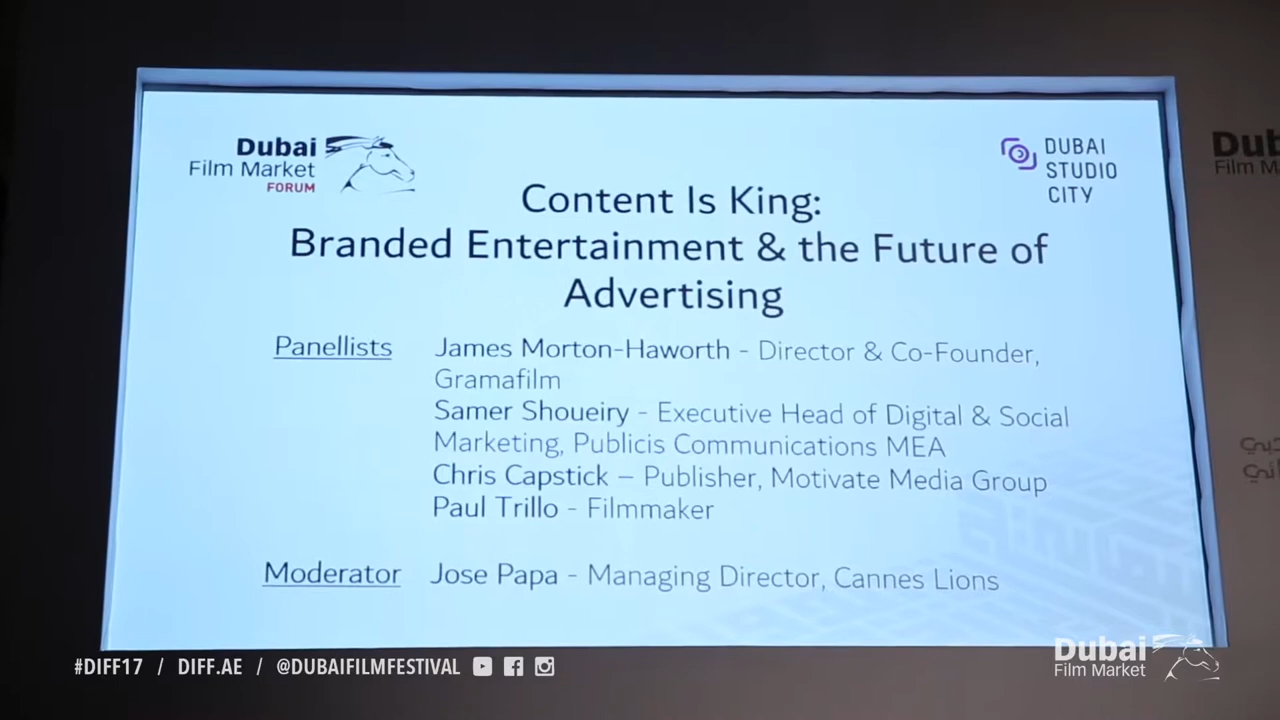 Dubai
Film Market
FORUM
DUBAI
STUDIO
CITY
Content Is King:
Branded Entertainment & the Future of
Advertising
Panellists
James Morton-Haworth - Director & Co-Founder,
Gramafilm
Samer Shoueiry - Executive Head of Digital & Social
Marketing, Publicis Communications MEA
Chris Capstick – Publisher, Motivate Media Group
Paul Trillo - Filmmaker
Moderator
Jose Papa - Managing Director, Cannes Lions
#DIFF17 / DIFF.AE / @DUBAIFILMFESTIVAL
Dubai
Film Market